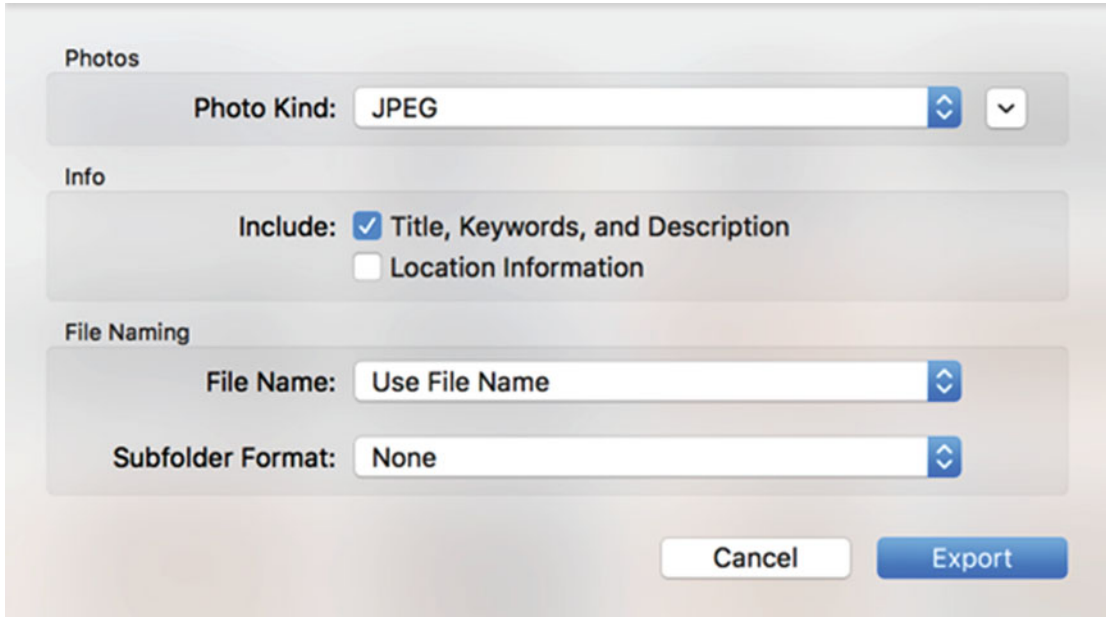 Photos
Photo Kind: JPEG
Info
Include: Title, Keywords, and Description
Location Information
File Naming
File Name: Use File Name
Subfolder Format: None
Cancel Export